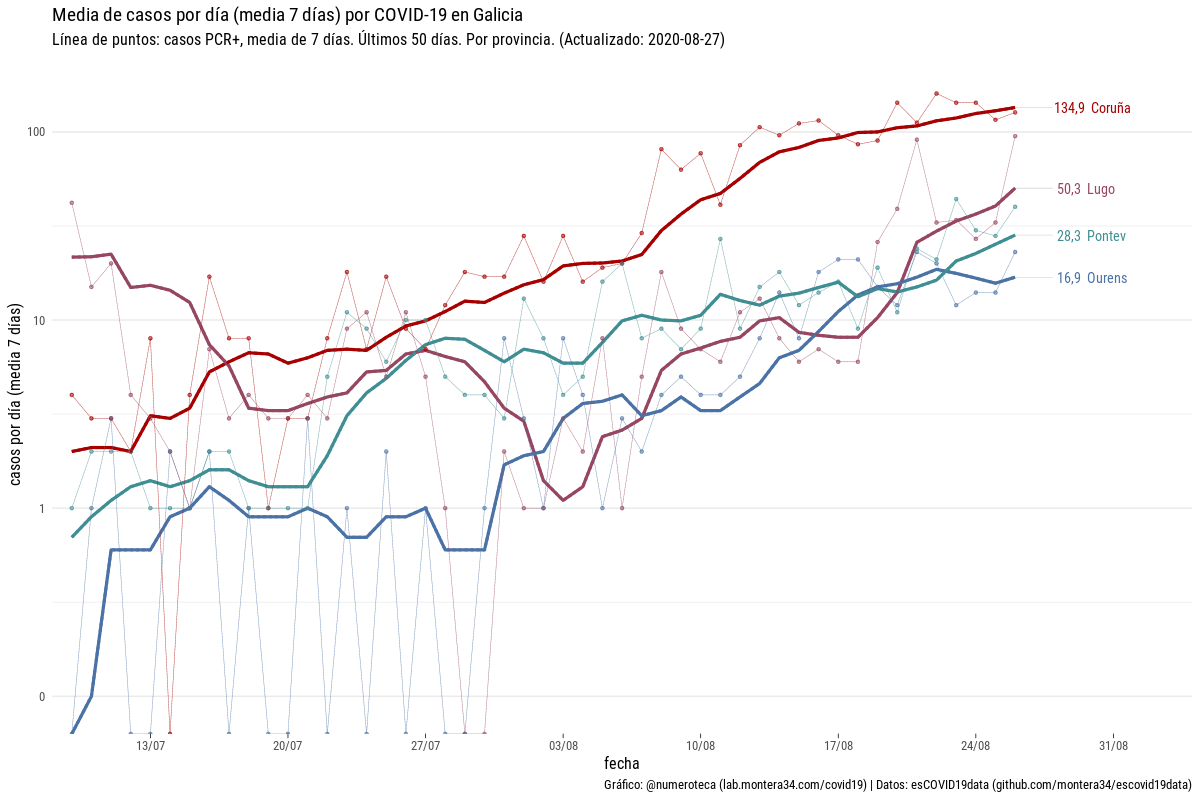 Media de casos por día (media 7 días) por COVID-19 en Galicia
Línea de puntos: casos PCR+, media de 7 días. Últimos 50 días. Por provincia. (Actualizado: 2020-08-27)
casos por día (media 7 días)
100
10
1
0
134,9 Coruña
50,3 Lugo
28,3 Pontev
16,9 Ourens
13/07
20/07
27/07
03/08
10/08
17/08
24/08
31/08
fecha
Gráfico: @numeroteca (lab.montera34.com/covid19) | Datos: esCOVID19data (github.com/montera34/escovid19data)